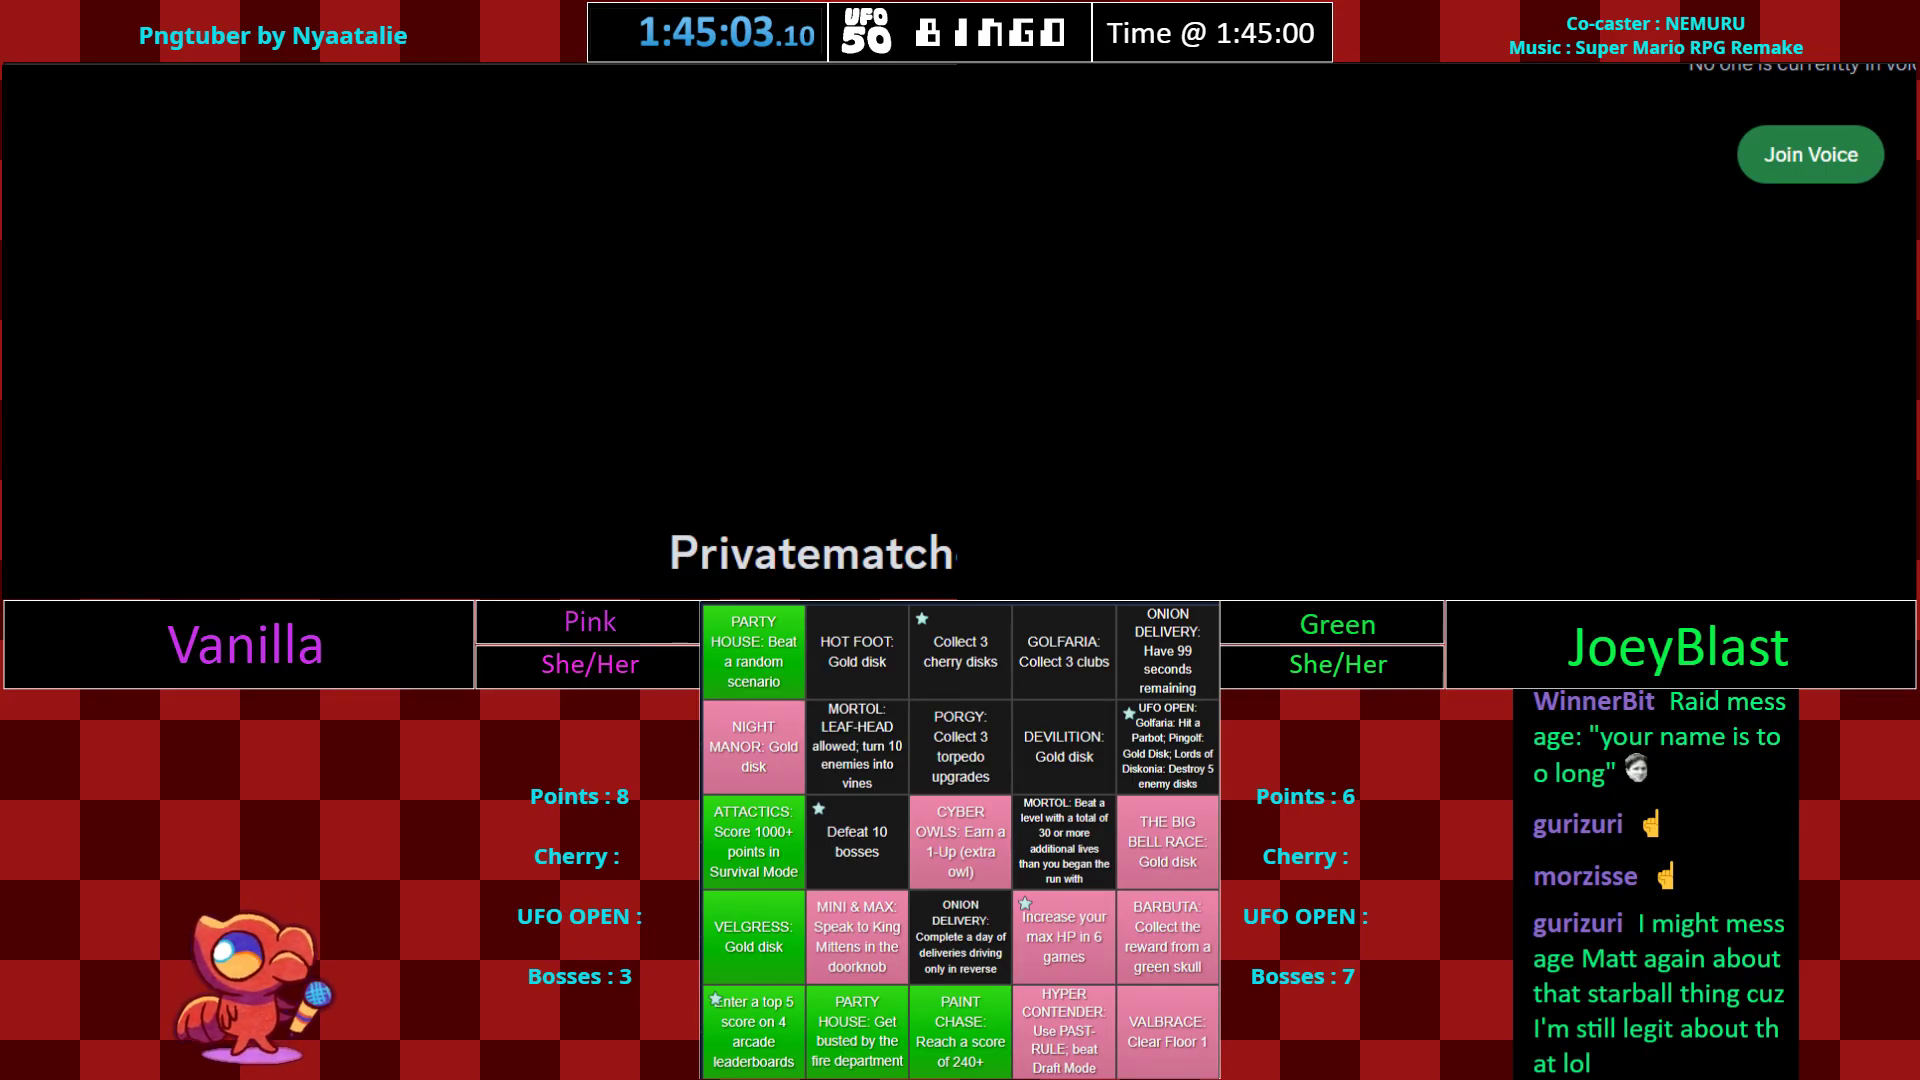 Pngtuber by Nyaatalie
1:45:03.10
UFO 50
BINGO
Time @ 1:45:00
Co-caster : NEMURU
Music : Super Mario RPG Remake
No one is currently in
Join Voice
Privatematch
Vanilla
Pink
She/Her
Green
She/Her
JoeyBlast
PARTY
HOUSE: Beat
a random
scenario
HOT FOOT:
Gold disk
Collect 3
cherry disks
GOLFARIA:
Collect 3 clubs
ONION
DELIVERY:
Have 99
seconds
remaining
NIGHT
MANOR: Gold
disk
MORTOL:
LEAF-HEAD
allowed; turn 10
enemies into
vines
PORGY:
Collect 3
torpedo
upgrades
DEVILITION:
Gold disk
UFO OPEN:
Golfaria: Hit a
Parbot; Pingolf:
Gold Disk; Lords of
Diskonia: Destroy 5
enemy disks
ATTACTICS:
Score 1000+
points in
Survival Mode
Defeat 10
bosses
CYBER
OWLS: Earn a
1-Up (extra
owl)
MORTOL: Beat a
level with a total of
30 or more
additional lives
than you began the
run with
THE BIG
BELL RACE:
Gold disk
VELGRESS:
Gold disk
MINI & MAX:
Speak to King
Mittens in the
doorknob
ONION
DELIVERY:
Complete a day of
deliveries driving
only in reverse
Increase your
max HP in 6
games
BARBUTA:
Collect the
reward from a
green skull
Enter a top 5
score on 4
arcade
leaderboards
PARTY
HOUSE: Get
busted by the
fire department
PAINT
CHASE:
Reach a score
of 240+
HYPER
CONTENDER:
Use PAST-
RULE; beat
Draft Mode
VALBRACE:
Clear Floor 1
Points : 8
Cherry :
UFO OPEN :
Bosses : 3
Points : 6
Cherry :
UFO OPEN :
Bosses : 7
WinnerBit Raid mess
age: "your name is to
o long"
gurizuri ☝
morzisse ☝
gurizuri I might mess
age Matt again about
that starball thing cuz
I'm still legit about th
at lol